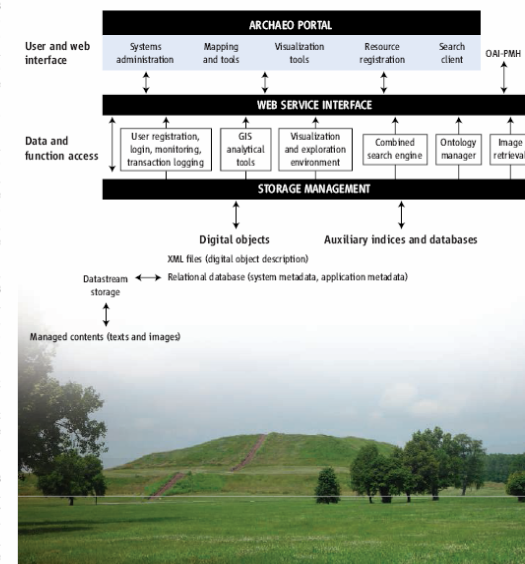 ARCHAEO PORTAL
User and web
interface
Systems
administration
Mapping
and tools
Visualization
tools
Resource
registration
Search
client
OAI-PMH
WEB SERVICE INTERFACE
Data and
function access
User registration,
login, monitoring,
transaction logging
GIS
analytical
tools
Visualization
and exploration
environment
Combined
search engine
Ontology
manager
Image
retrieval
STORAGE MANAGEMENT
Digital objects
Auxiliary indices and databases
XML files (digital object description)
Datastream
storage
Relational database (system metadata, application metadata)
Managed contents (texts and images)